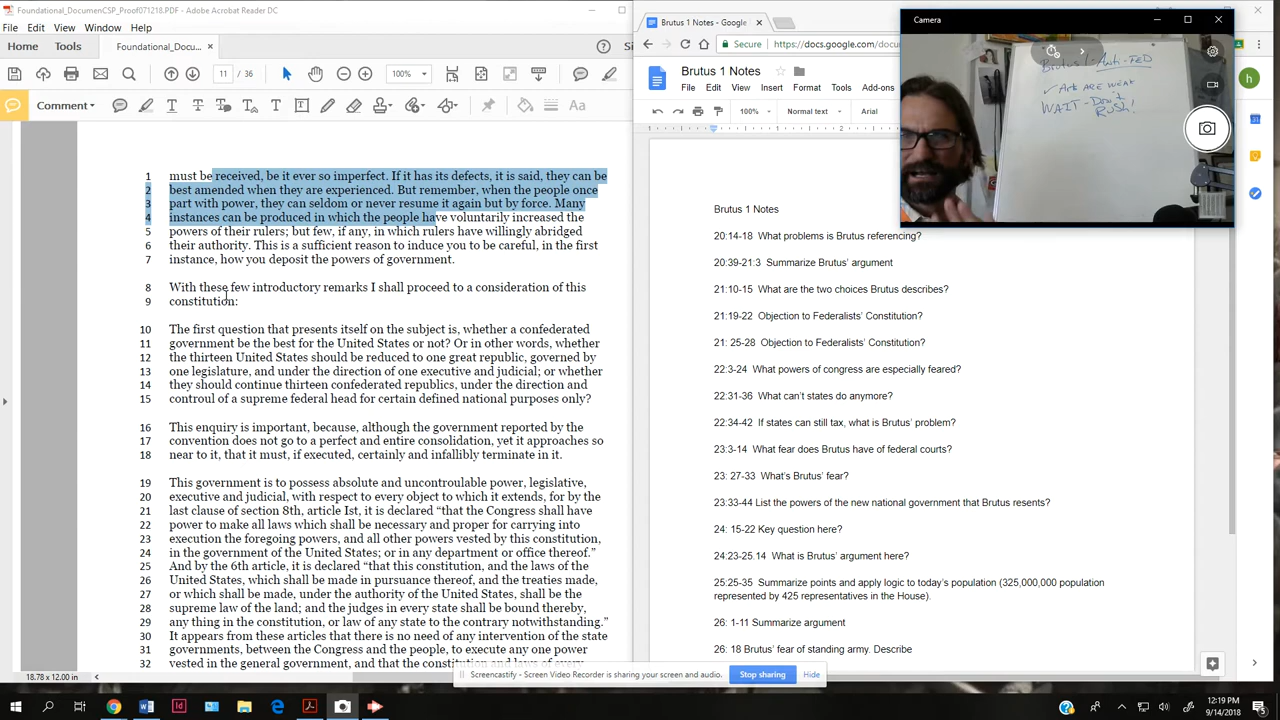 Foundational_DocumenCSP_Proof071218.PDF - Adobe Acrobat Reader DC
File Edit View Window Help
Home Tools Foundational_Docu... × Si
11 / 36 100%
Comment
1 must be received, be it ever so imperfect. If it has its defects, it is said, they can be
2 best amended when they are experienced. But remember, when the people once
3 part with power, they can seldom or never resume it again but by force. Many
4 instances can be produced in which the people have voluntarily increased the
5 powers of their rulers; but few, if any, in which rulers have willingly abridged
6 their authority. This is a sufficient reason to induce you to be careful, in the first
7 instance, how you deposit the powers of government.
8 With these few introductory remarks I shall proceed to a consideration of this
9 constitution:
10 The first question that presents itself on the subject is, whether a confederated
11 government be the best for the United States or not? Or in other words, whether
12 the thirteen United States should be reduced to one great republic, governed by
13 one legislature, and under the direction of one executive and judicial; or whether
14 they should continue thirteen confederated republics, under the direction and
15 controul of a supreme federal head for certain defined national purposes only?
16 This enquiry is important, because, although the government reported by the
17 convention does not go to a perfect and entire consolidation, yet it approaches so
18 near to it, that it must, if executed, certainly and infallibly terminate in it.
19 This government is to possess absolute and uncontroulable power, legislative,
20 executive and judicial, with respect to every object to which it extends, for by the
21 last clause of section 8th, article Ist, it is declared “that the Congress shall have
22 power to make all laws which shall be necessary and proper for carrying into
23 execution the foregoing powers, and all other powers vested by this constitution,
24 in the government of the United States; or in any department or office thereof.”
25 And by the 6th article, it is declared “that this constitution, and the laws of the
26 United States, which shall be made in pursuance thereof, and the treaties made,
27 or which shall be made, under the authority of the United States, shall be the
28 supreme law of the land; and the judges in every state shall be bound thereby,
29 any thing in the constitution, or law of any state to the contrary notwithstanding.”
30 It appears from these articles that there is no need of any intervention of the state
31 governments, between the Congress and the people, to execute any one power
32 vested in the general government, and that the constitution and laws of every
Brutus 1 Notes - Google
Secure https://docs.google.com/docu
Brutus 1 Notes
File Edit View Insert Format Tools Add-ons
100% Normal text Arial
h
Camera
Brutus 1: Anti-FED
✓ Art ARE WEAK
WAIT - Don't
RUSH!
Brutus 1 Notes
20:14-18 What problems is Brutus referencing?
20:39-21:3 Summarize Brutus’ argument
21:10-15 What are the two choices Brutus describes?
21:19-22 Objection to Federalists’ Constitution?
21: 25-28 Objection to Federalists’ Constitution?
22:3-24 What powers of congress are especially feared?
22:31-36 What can’t states do anymore?
22:34-42 If states can still tax, what is Brutus’ problem?
23:3-14 What fear does Brutus have of federal courts?
23: 27-33 What’s Brutus’ fear?
23:33-44 List the powers of the new national government that Brutus resents?
24: 15-22 Key question here?
24:23-25.14 What is Brutus’ argument here?
25:25-35 Summarize points and apply logic to today’s population (325,000,000 population
represented by 425 representatives in the House).
26: 1-11 Summarize argument
26: 18 Brutus’ fear of standing army. Describe
Screencastify - Screen Video Recorder is sharing your screen and audio. Stop sharing Hide
12:19 PM
9/14/2018
5